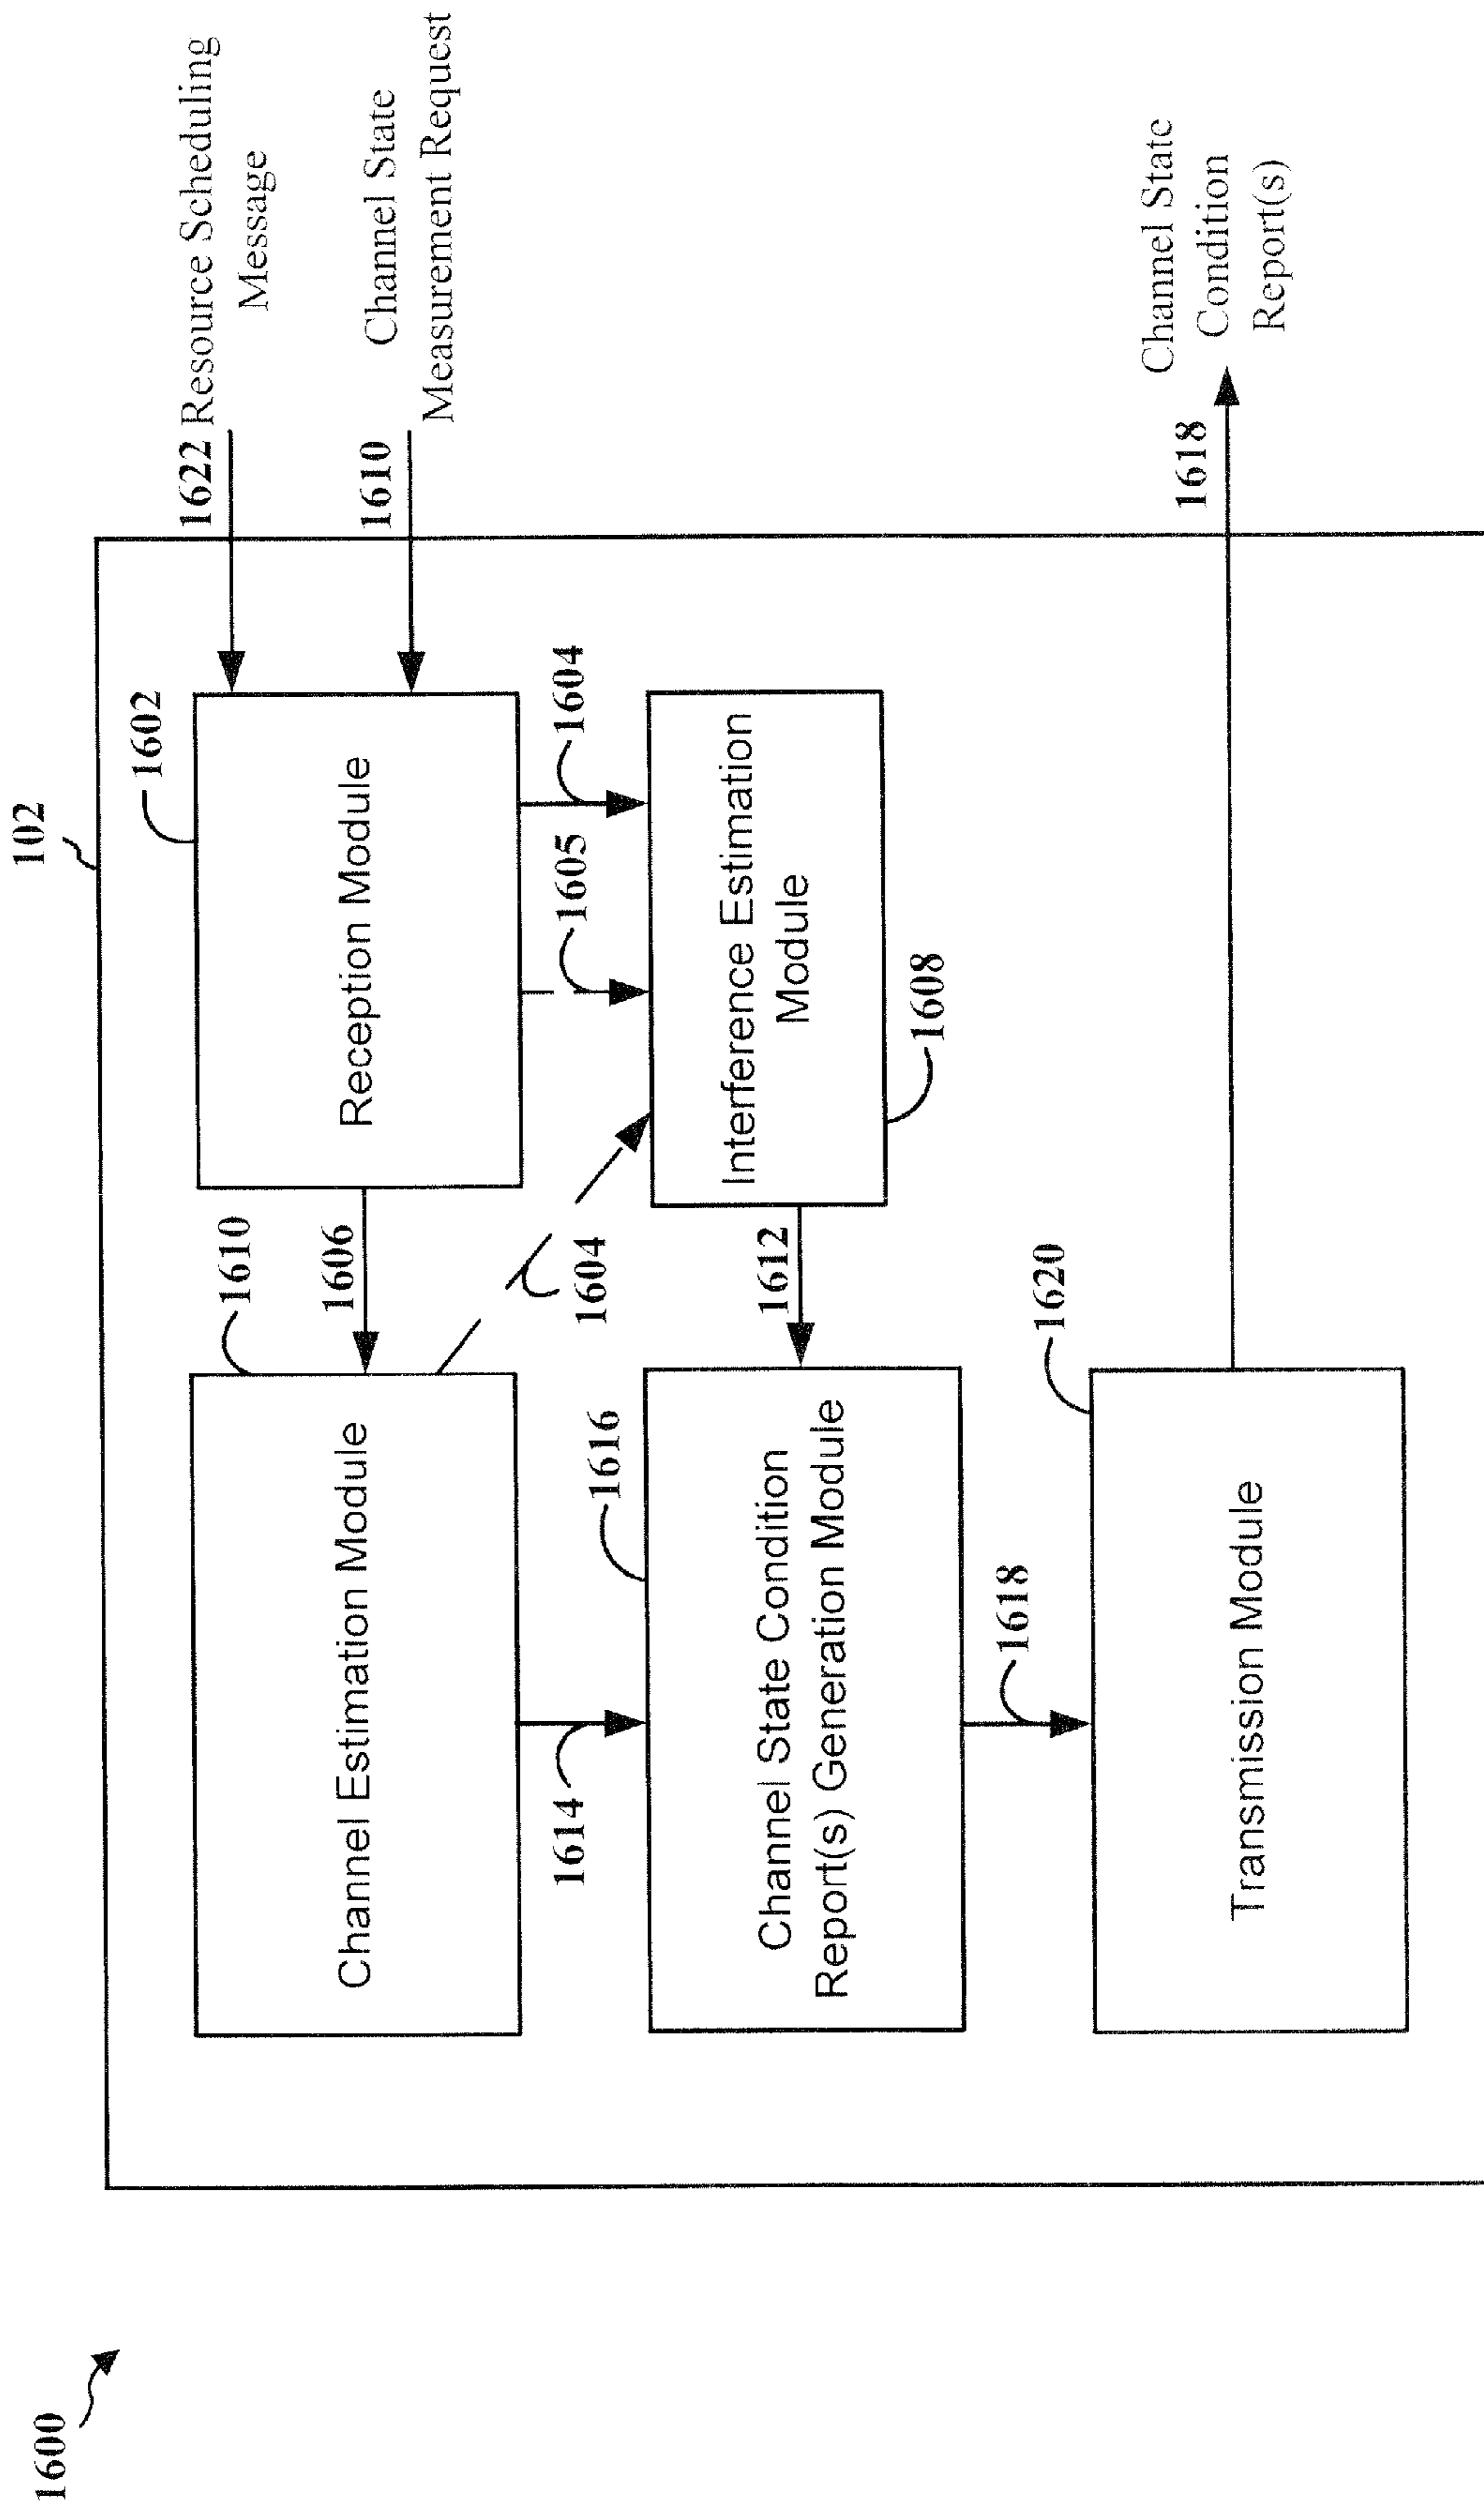 1600
102
1602
1622 Resource Scheduling
Message
1610
Channel State
Measurement Request
Reception Module
1610
1606
Channel Estimation Module
1604
1605
1604
Interference Estimation
Module
1608
1614
1616
1612
Channel State Condition
Report(s) Generation Module
1618
1620
Transmission Module
1618
Channel State
Condition
Report(s)